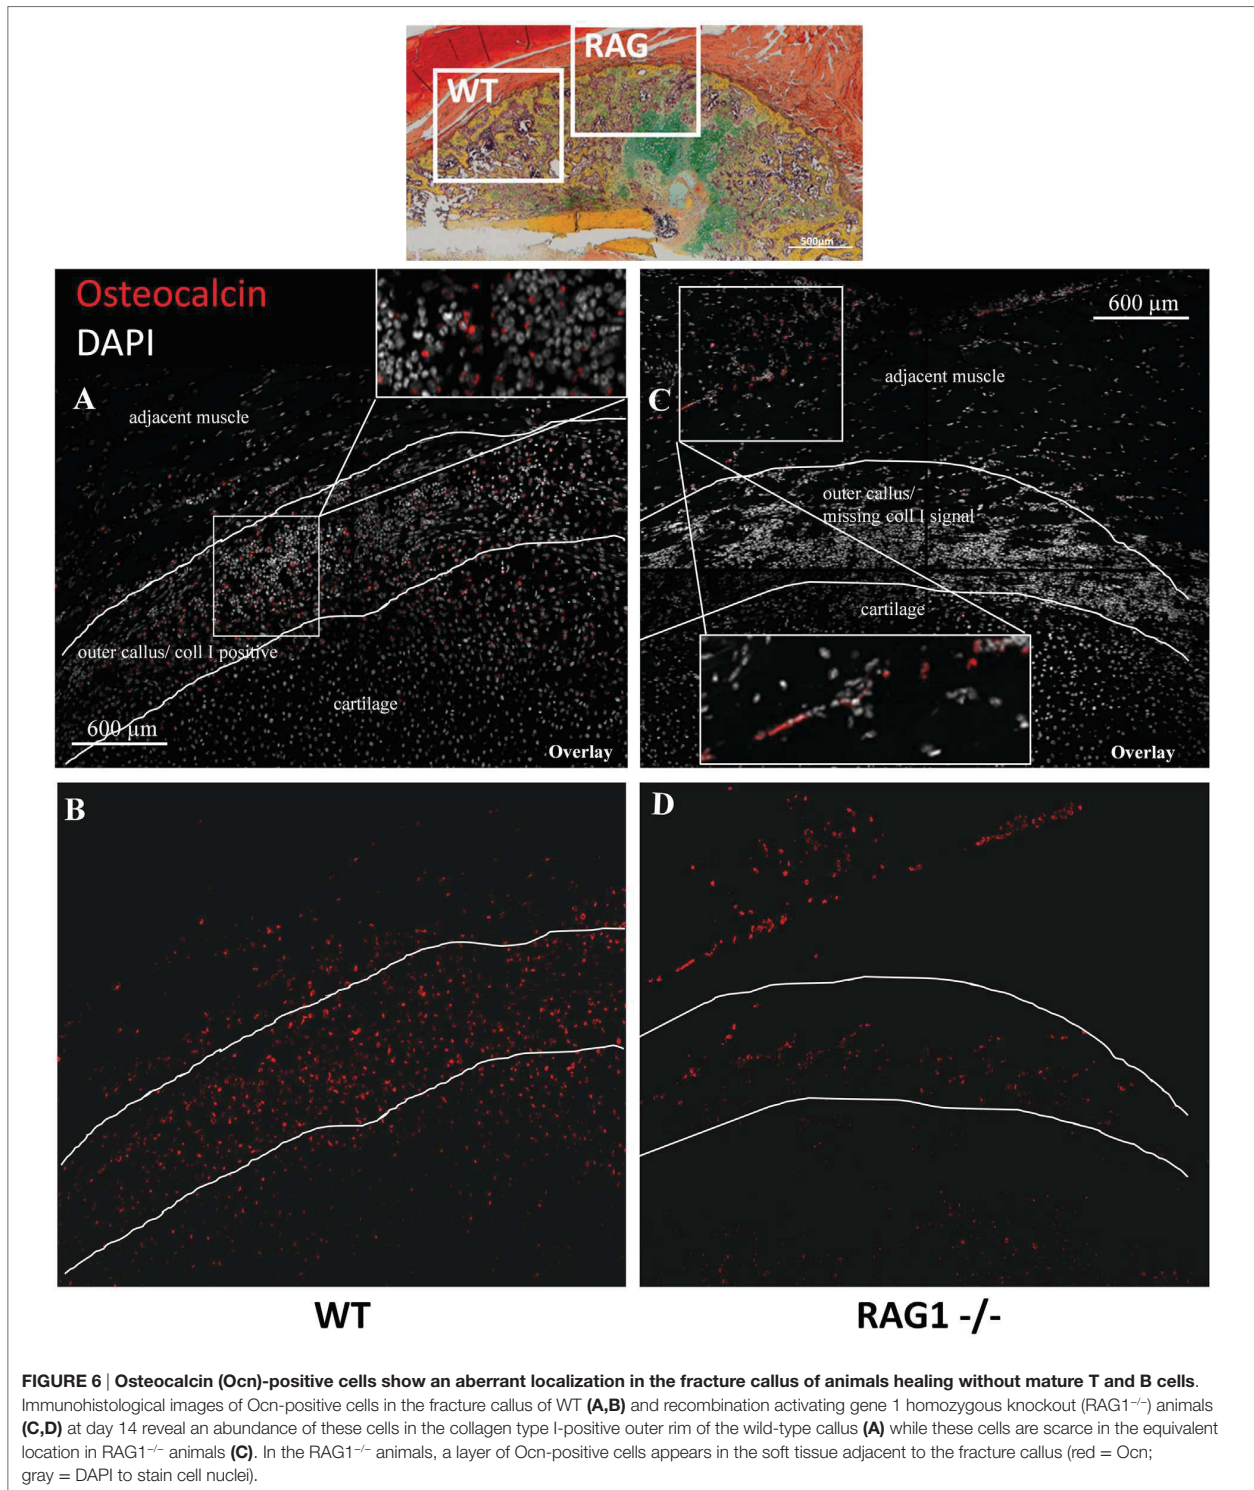 RAG
WT
500µm
Osteocalcin
DAPI
A
adjacent muscle
outer callus/ coll I positive
cartilage
600 µm
Overlay
C
600 µm
adjacent muscle
outer callus/
missing coll I signal
cartilage
Overlay
B
D
WT
RAG1 -/-
FIGURE 6 | Osteocalcin (Ocn)-positive cells show an aberrant localization in the fracture callus of animals healing without mature T and B cells.
Immunohistological images of Ocn-positive cells in the fracture callus of WT (A,B) and recombination activating gene 1 homozygous knockout (RAG1⁻/⁻) animals
(C,D) at day 14 reveal an abundance of these cells in the collagen type I-positive outer rim of the wild-type callus (A) while these cells are scarce in the equivalent
location in RAG1⁻/⁻ animals (C). In the RAG1⁻/⁻ animals, a layer of Ocn-positive cells appears in the soft tissue adjacent to the fracture callus (red = Ocn;
gray = DAPI to stain cell nuclei).